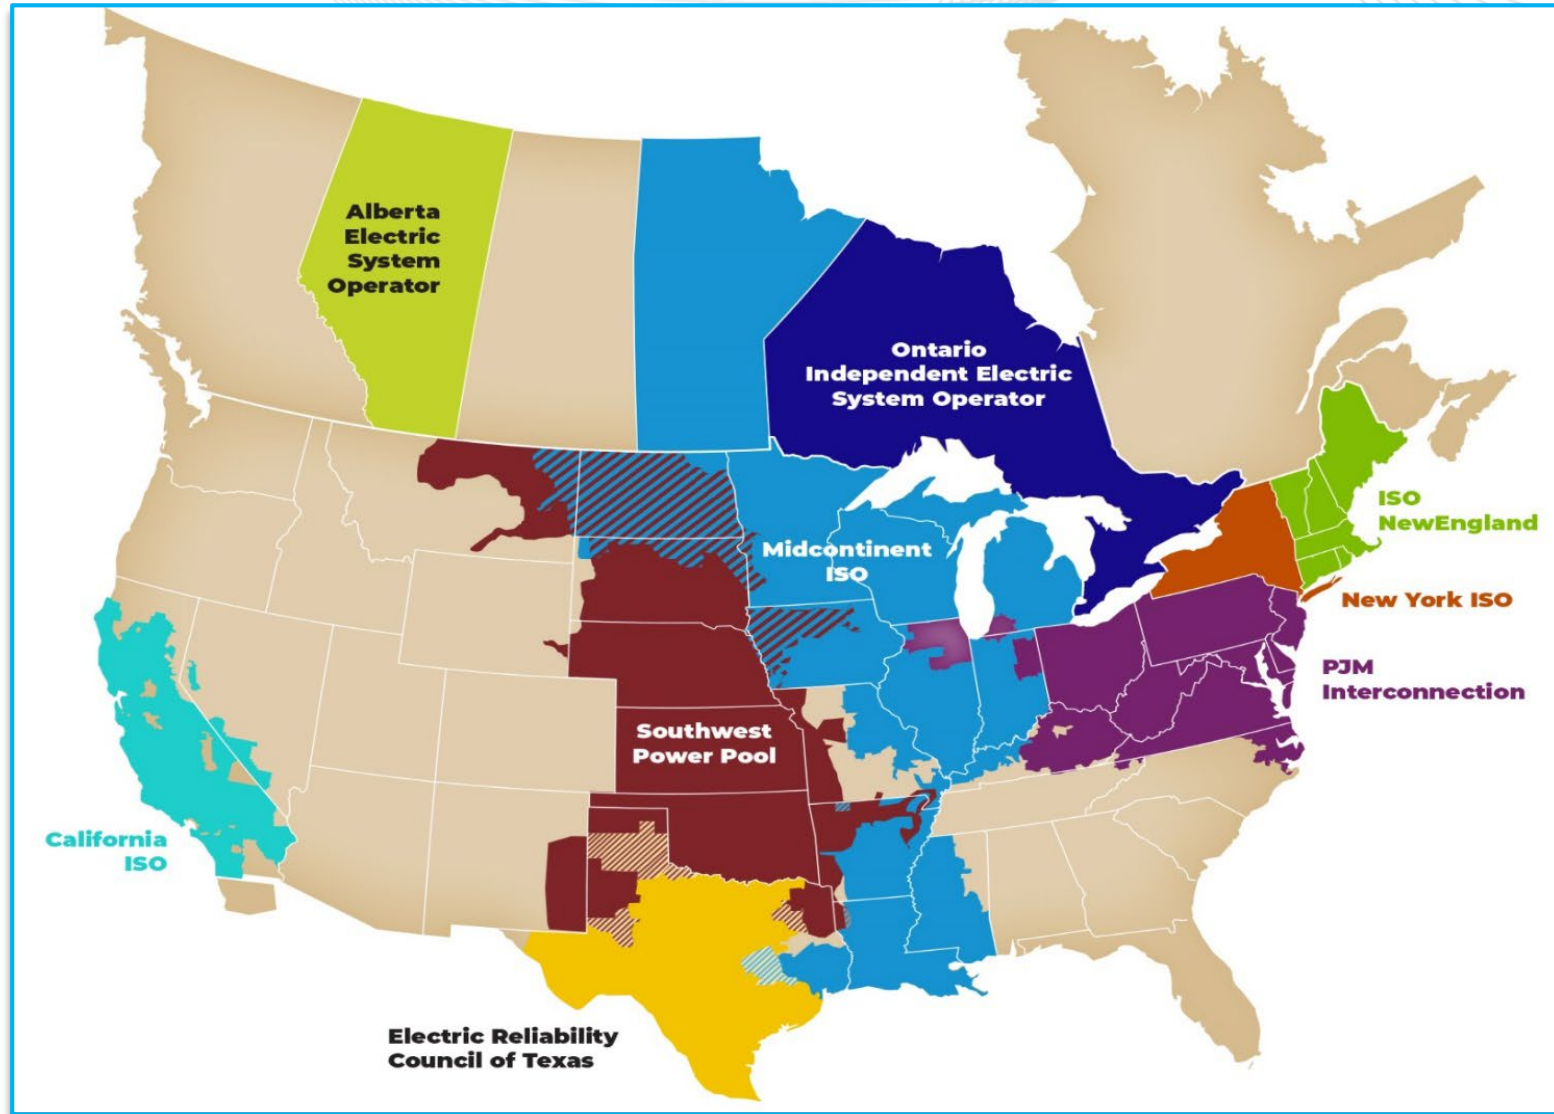 Alberta
Electric
System
Operator
Ontario
Independent Electric
System Operator
ISO
NewEngland
Midcontinent
ISO
New York ISO
PJM
Interconnection
Southwest
Power Pool
California
ISO
Electric Reliability
Council of Texas